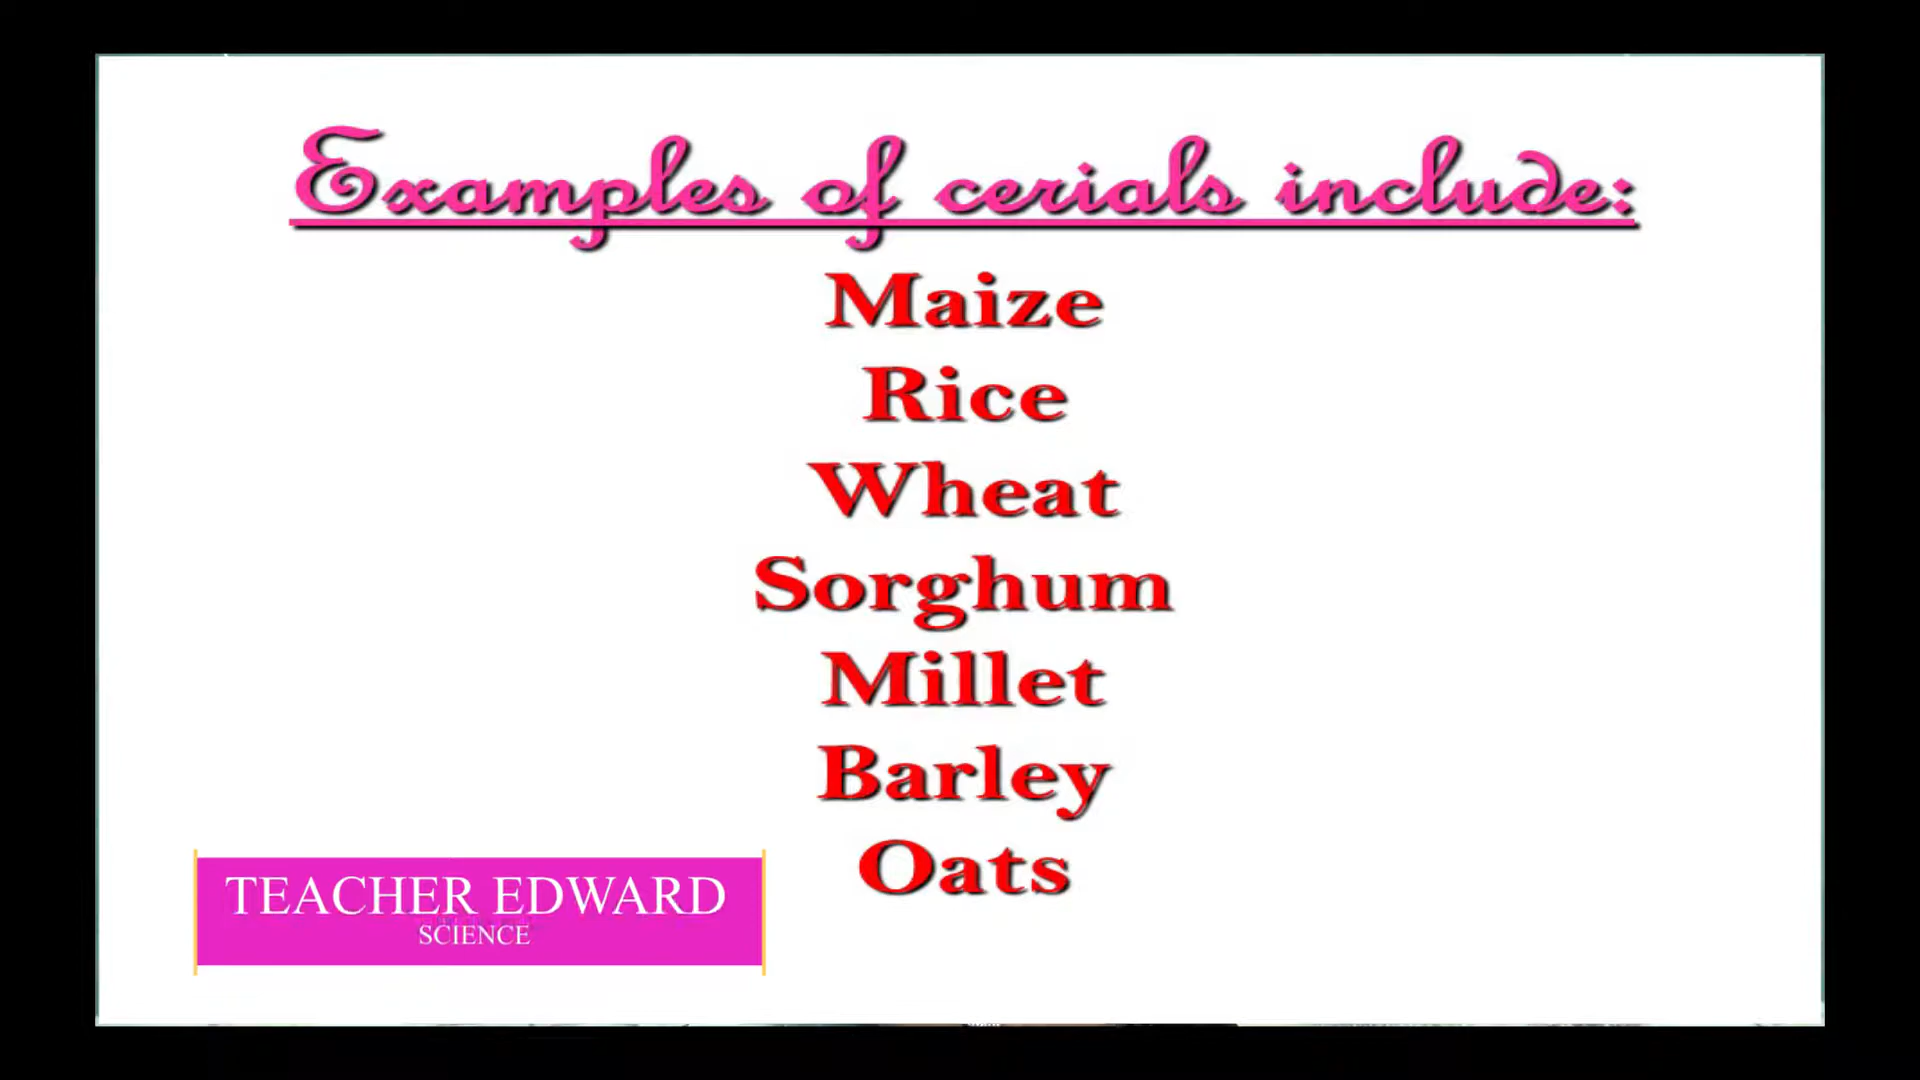 Examples of cerials include:
Maize
Rice
Wheat
Sorghum
Millet
Barley
Oats
TEACHER EDWARD
SCIENCE